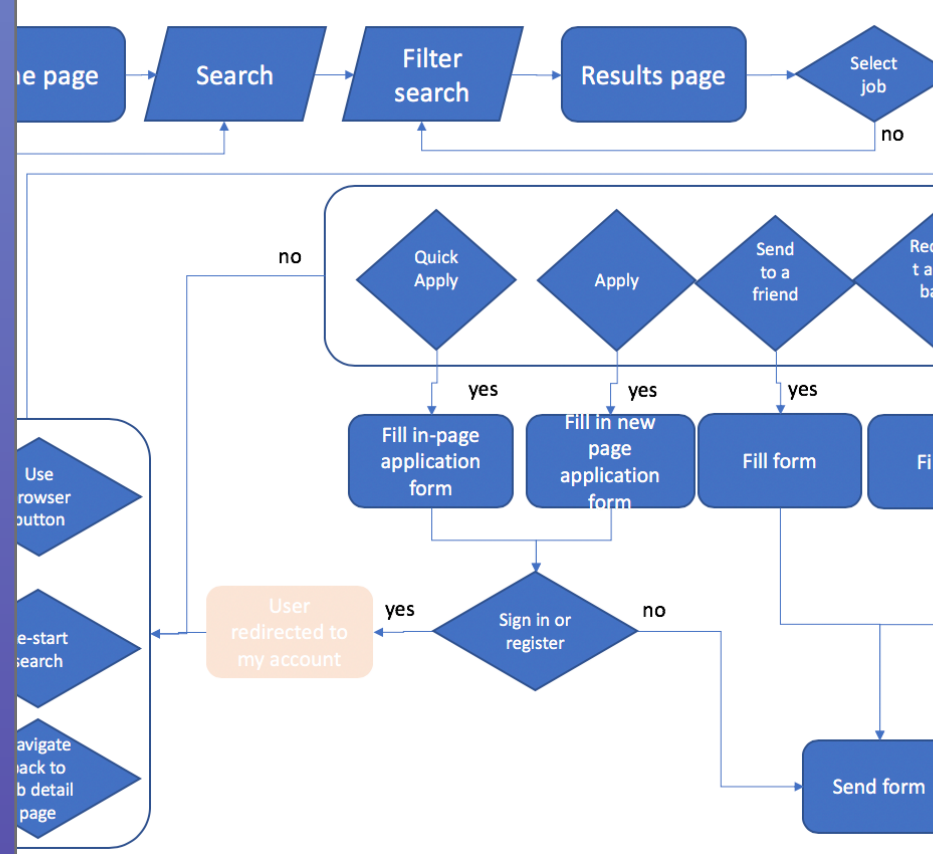 page
Search
Filter
search
Results page
Select
job
no
no
Quick
Apply
Apply
Send
to a
friend
yes
yes
yes
Fill in-page
application
form
Fill in new
page
application
form
Fill form
Use
button
search
back to
detail
page
User
redirected to
my account
yes
Sign in or
register
no
Send form